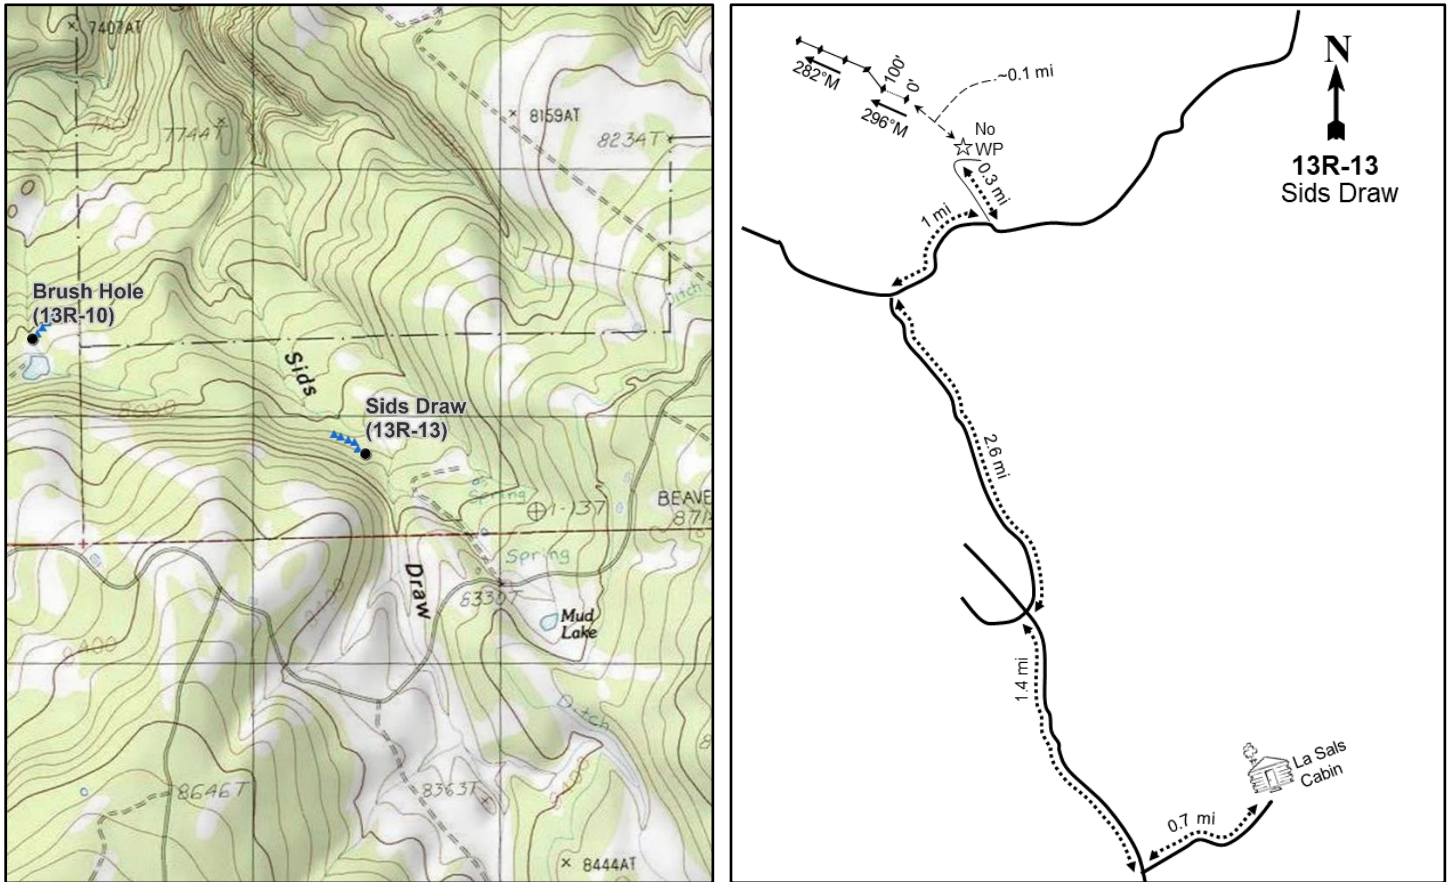 7407AT
7744T
8159AT
8234T
Ditch
Brush Hole
(13R-10)
Sids
8000
Sids Draw
(13R-13)
Spring
1-137
BEAVE
871
Spring
Draw
8330T
Mud
Lake
8400
Ditch
8646T
8363T
8444AT
282°M
100'
0'
296°M
~0.1 mi
No
WP
0.3 mi
1 mi
N
13R-13
Sids Draw
2.6 mi
1.4 mi
La Sals
Cabin
0.7 mi